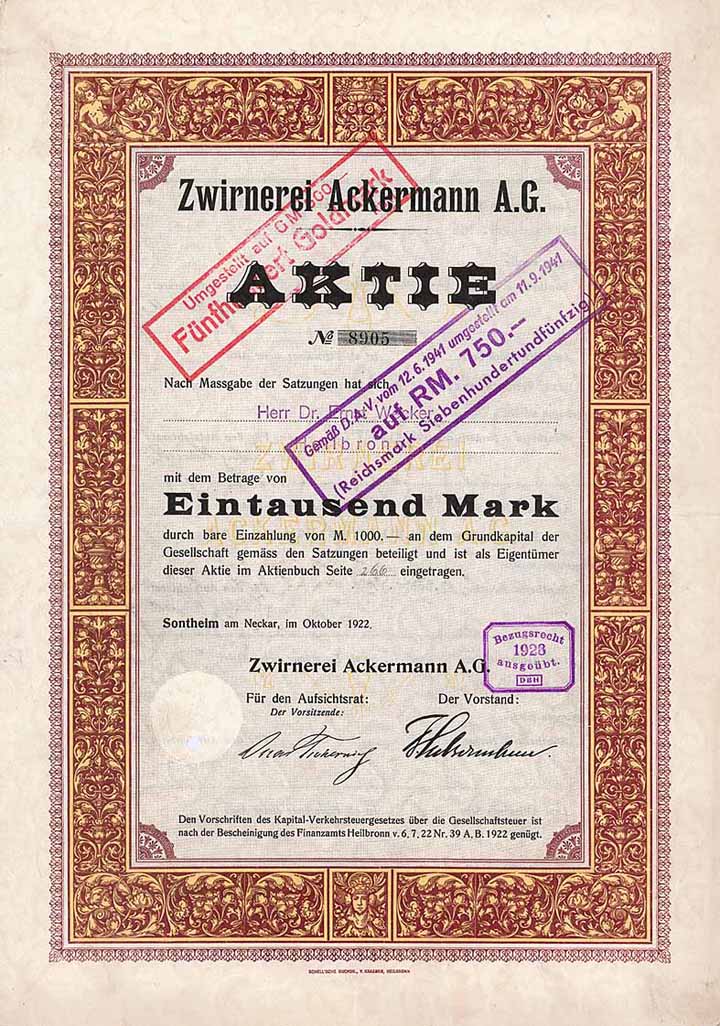 Zwirnerei Ackermann A.G.
Umgestellt auf GM 500.—
Fünfhundert Goldmark
AKTIE
№ 8905
Gemäß D.A.V. vom 12.6.1941 umgestellt am 11.9.1941
auf RM. 750.—
(Reichsmark Siebenhundertundfünfzig)
Nach Massgabe der Satzungen hat sich
Herr Dr. Ernst
Heilbronn
ZWIRNEREI
mit dem Betrage von
Eintausend Mark
ACKERMANN A.G.
durch bare Einzahlung von M. 1000.— an dem Grundkapital der
Gesellschaft gemäss den Satzungen beteiligt und ist als Eigentümer
dieser Aktie im Aktienbuch Seite 266 eingetragen.
Sontheim am Neckar, im Oktober 1922.
Bezugsrecht
1923
ausgeübt.
DBH
Zwirnerei Ackermann A.G.
Für den Aufsichtsrat: Der Vorstand:
Der Vorsitzende:
Den Vorschriften des Kapital-Verkehrsteuergesetzes über die Gesellschaftsteuer ist
nach der Bescheinigung des Finanzamts Heilbronn v. 6. 7. 22 Nr. 39 A. B. 1922 genügt.